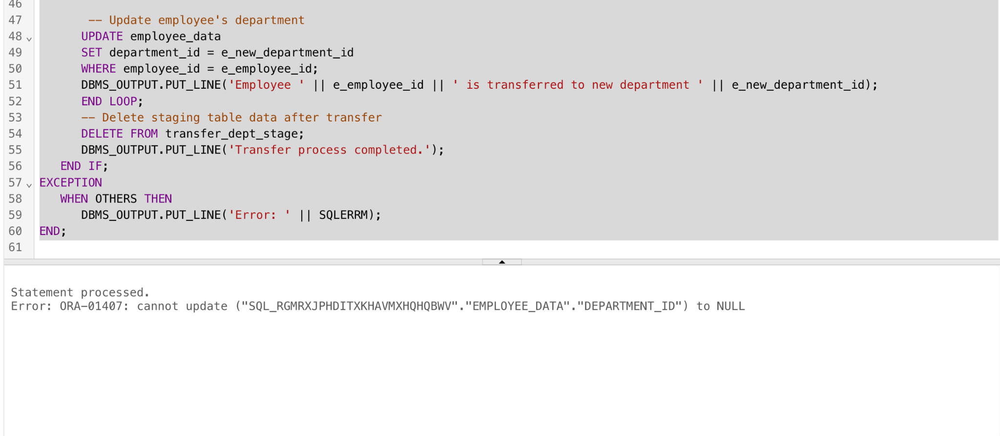 46
47 -- Update employee's department
48 UPDATE employee_data
49 SET department_id = e_new_department_id
50 WHERE employee_id = e_employee_id;
51 DBMS_OUTPUT.PUT_LINE('Employee ' || e_employee_id || ' is transferred to new department ' || e_new_department_id);
52 END LOOP;
53 -- Delete staging table data after transfer
54 DELETE FROM transfer_dept_stage;
55 DBMS_OUTPUT.PUT_LINE('Transfer process completed.');
56 END IF;
57 EXCEPTION
58 WHEN OTHERS THEN
59 DBMS_OUTPUT.PUT_LINE('Error: ' || SQLERRM);
60 END;
61
Statement processed.
Error: ORA-01407: cannot update ("SQL_RGMRXJPHDITXKHAVMXHQHQBWV"."EMPLOYEE_DATA"."DEPARTMENT_ID") to NULL